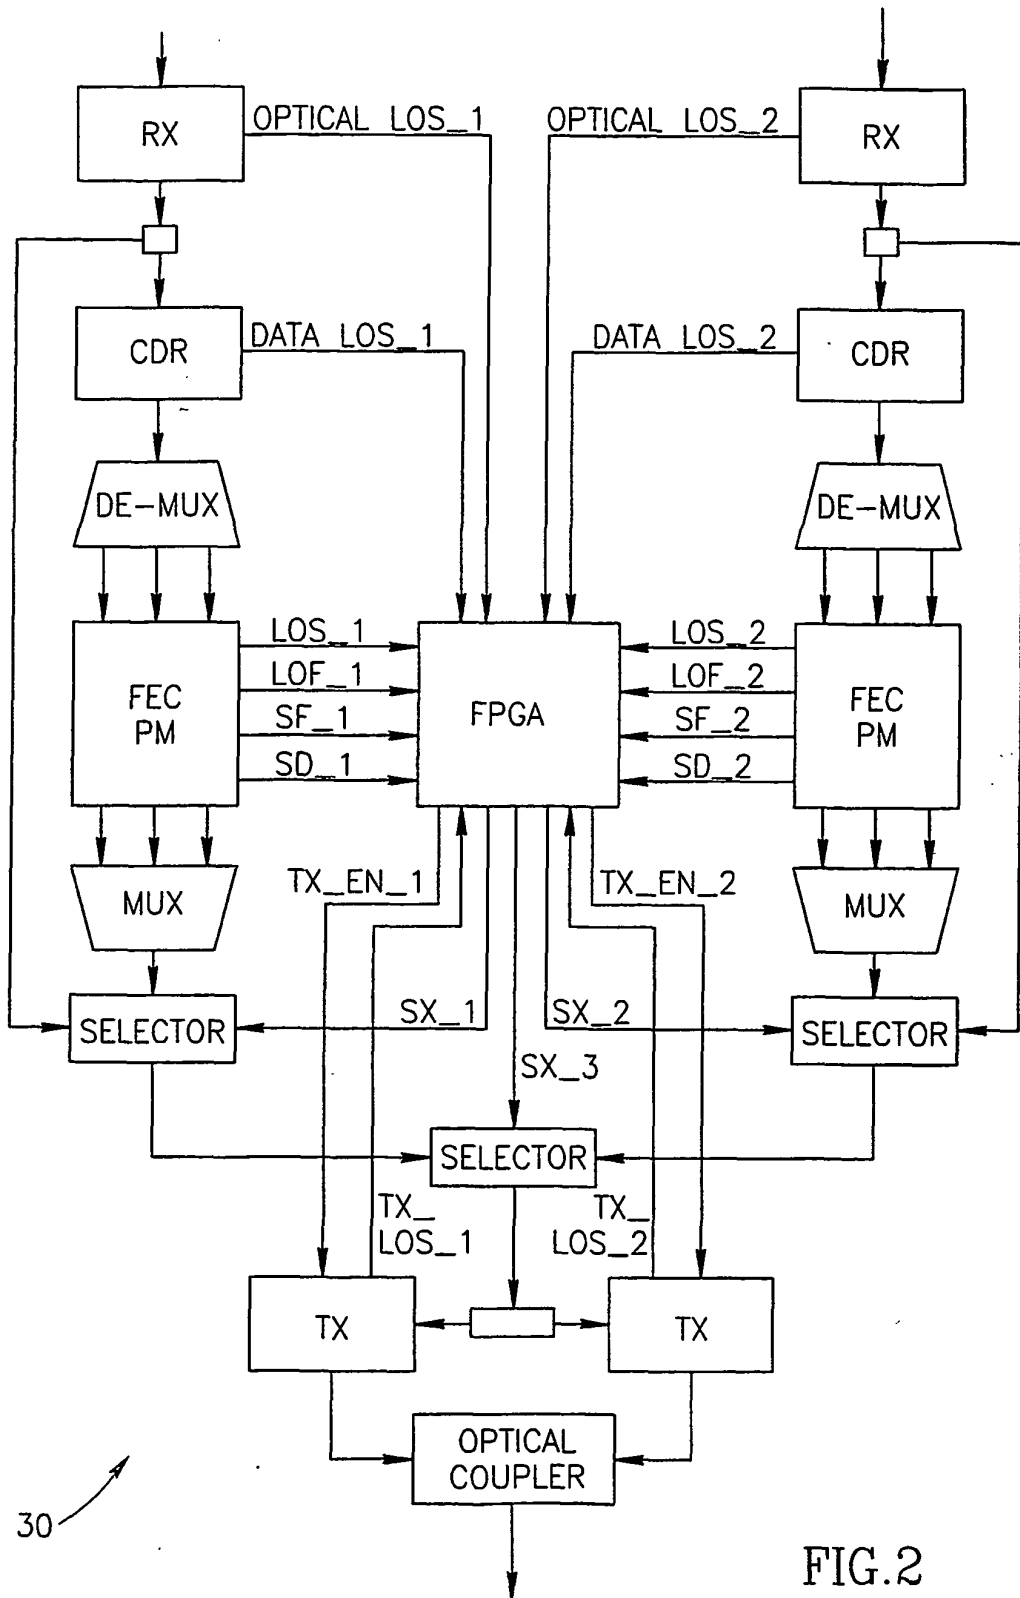 RX
OPTICAL LOS_1
OPTICAL LOS_2
RX
CDR
DATA LOS_1
DATA LOS_2
CDR
DE-MUX
DE-MUX
FEC
PM
LOS_1
LOF_1
SF_1
SD_1
FPGA
LOS_2
LOF_2
SF_2
SD_2
FEC
PM
MUX
TX_EN_1
TX_EN_2
MUX
SELECTOR
SX_1
SX_2
SELECTOR
SX_3
SELECTOR
TX_
LOS_1
TX_
LOS_2
TX
TX
OPTICAL
COUPLER
30
FIG.2